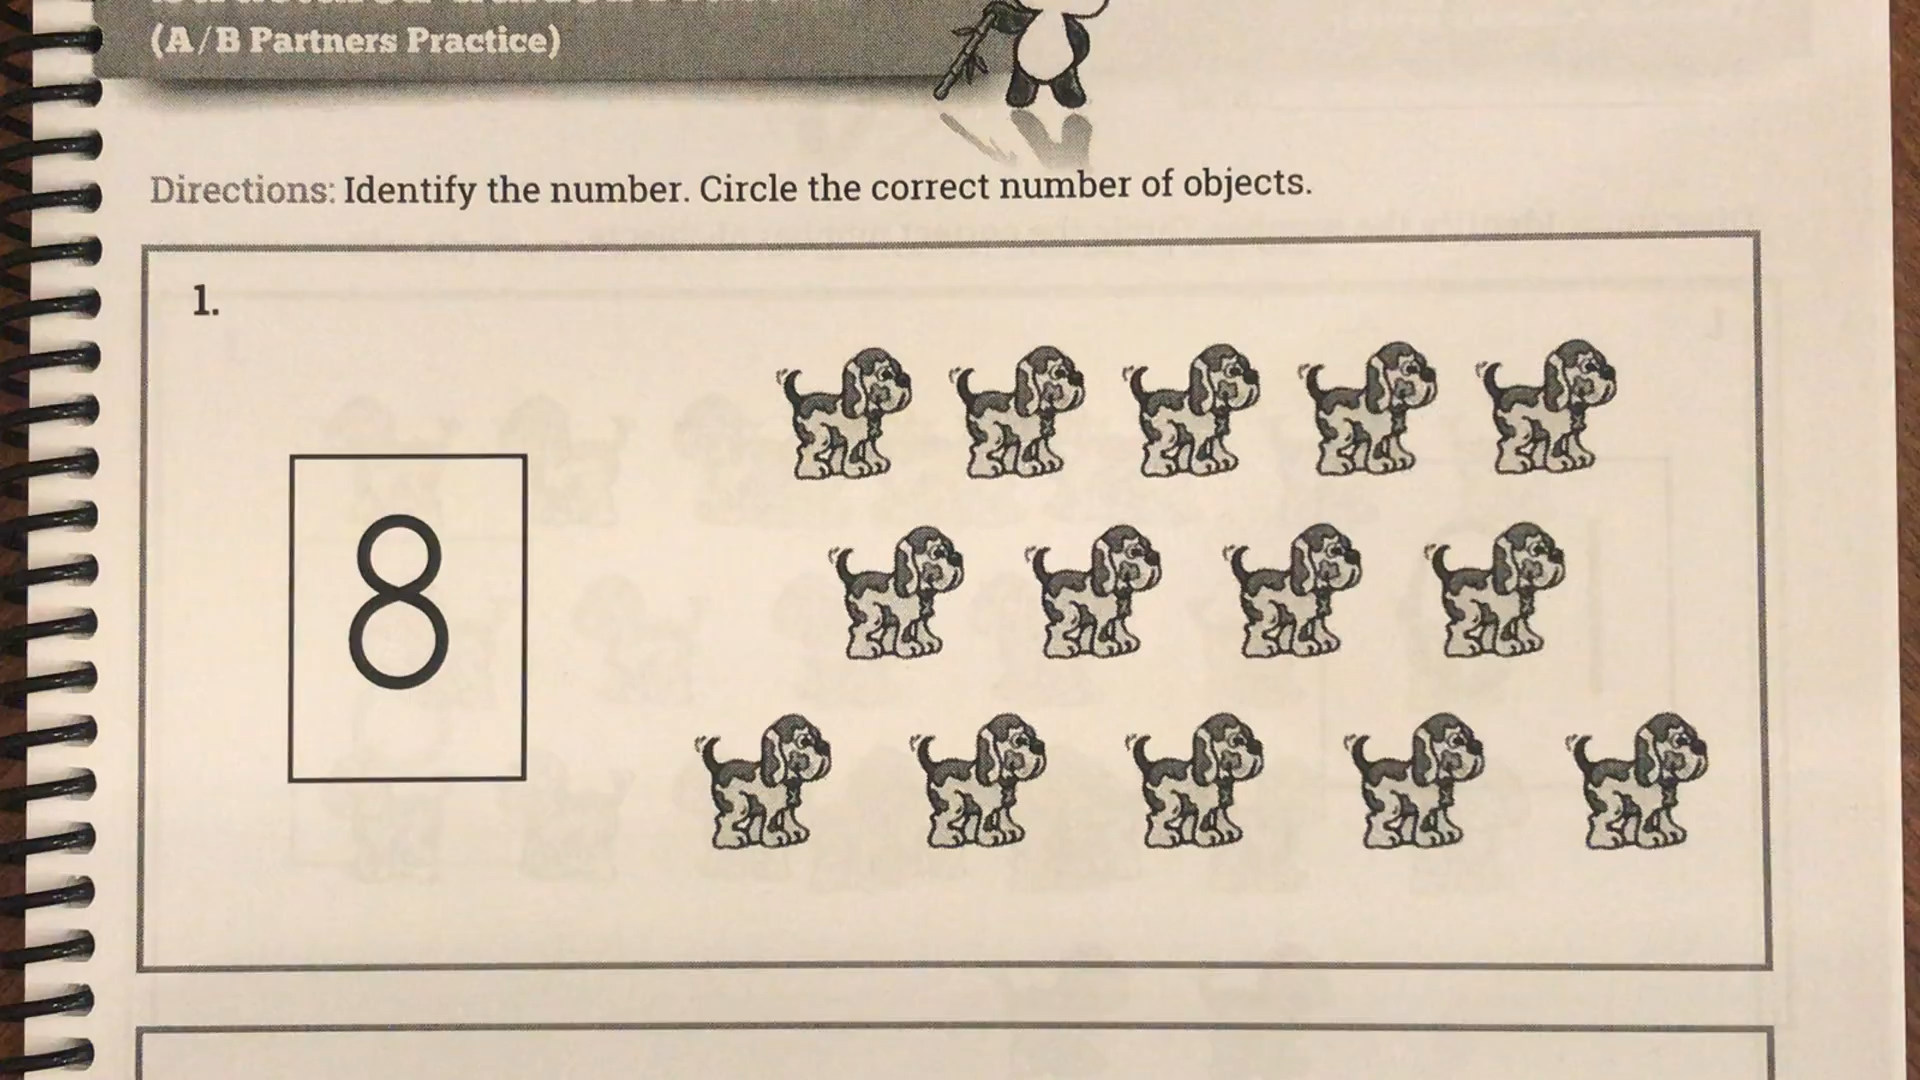 (A/B Partners Practice)
Directions: Identify the number. Circle the correct number of objects.
1.
8